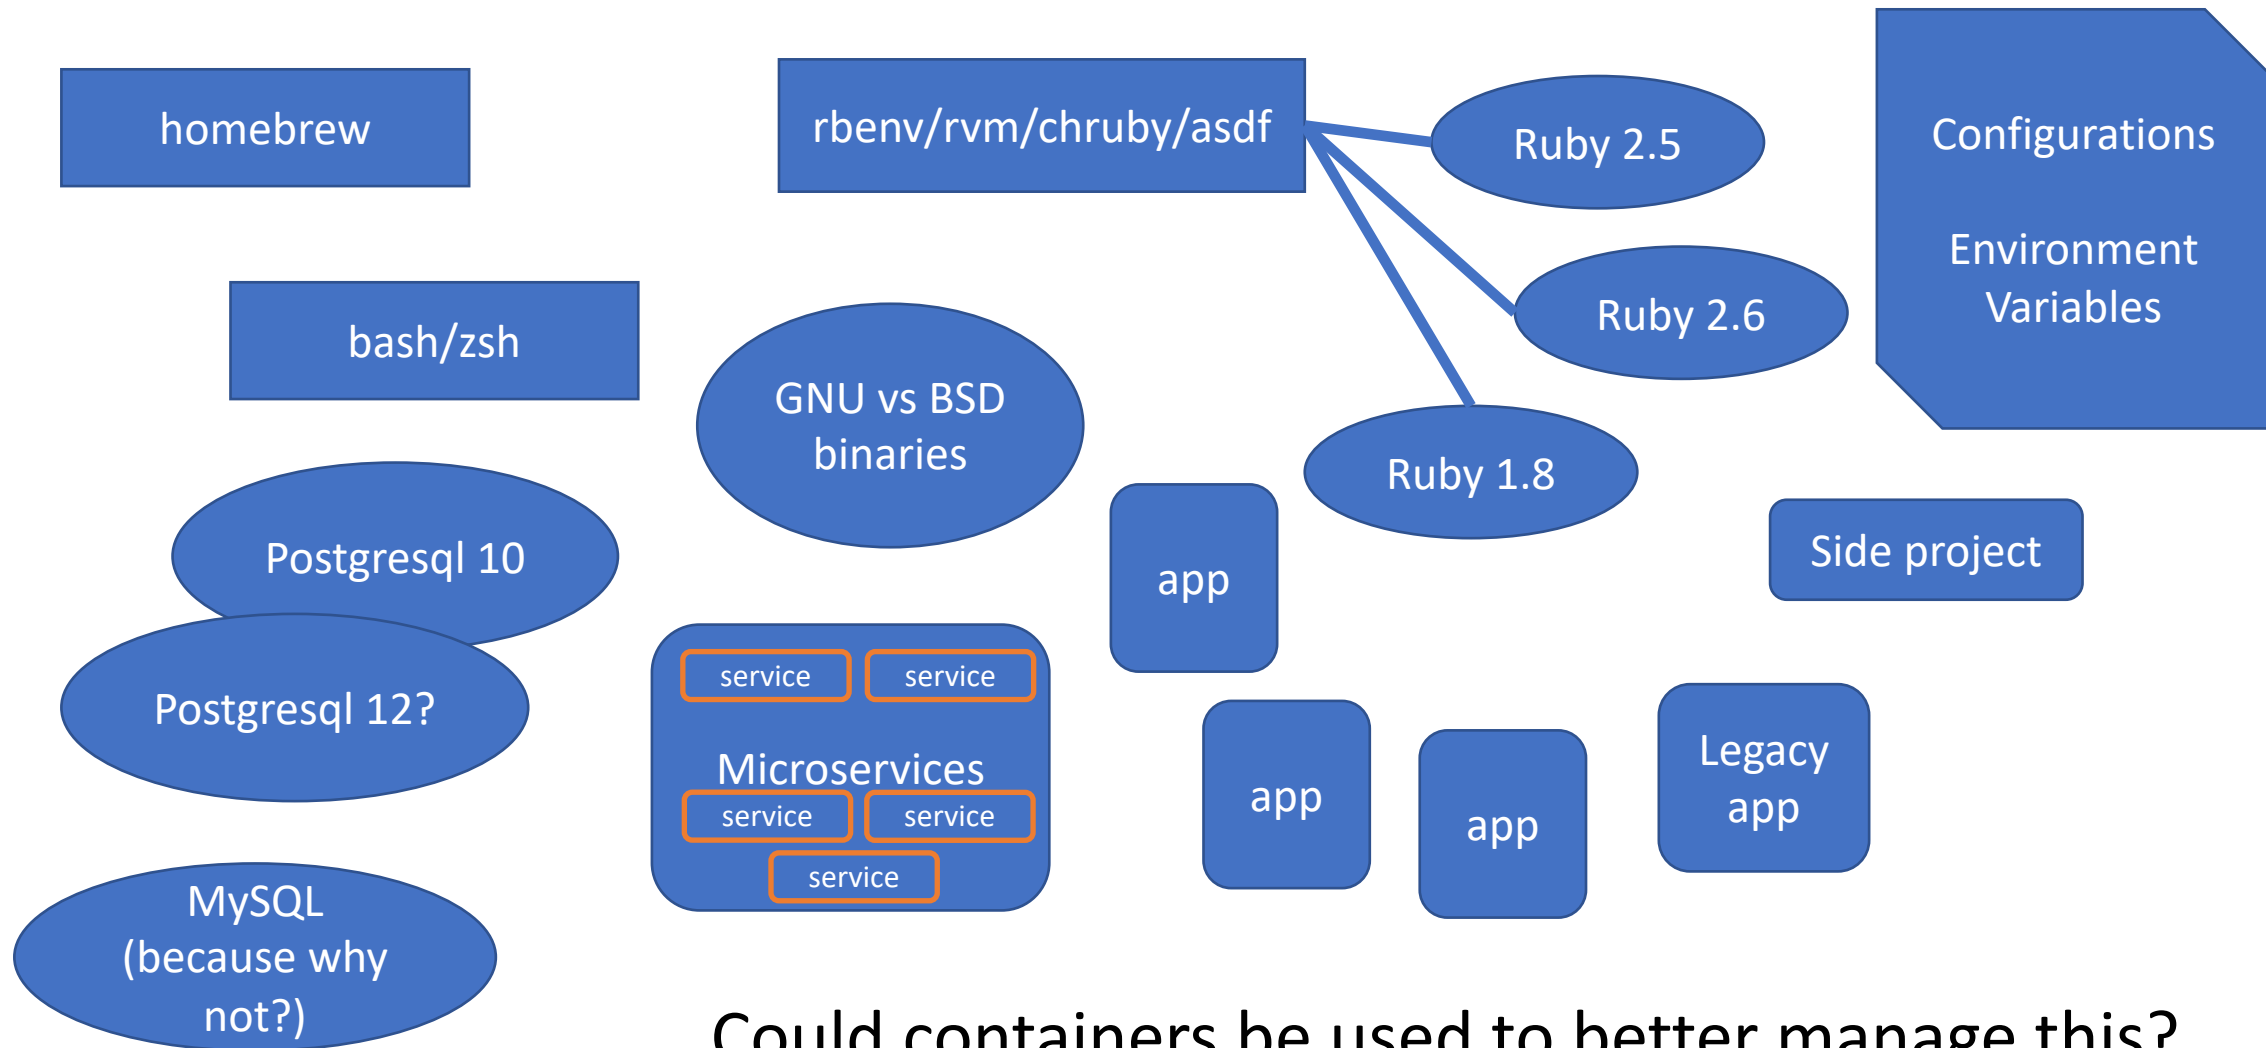 homebrew
rbenv/rvm/chruby/asdf
Ruby 2.5
Configurations
Environment
Variables
Ruby 2.6
bash/zsh
GNU vs BSD
binaries
Ruby 1.8
Postgresql 10
app
Side project
Postgresql 12?
service
service
Microservices
service
service
service
app
app
Legacy
app
MySQL
(because why
not?)
Could containers be used to better manage this?